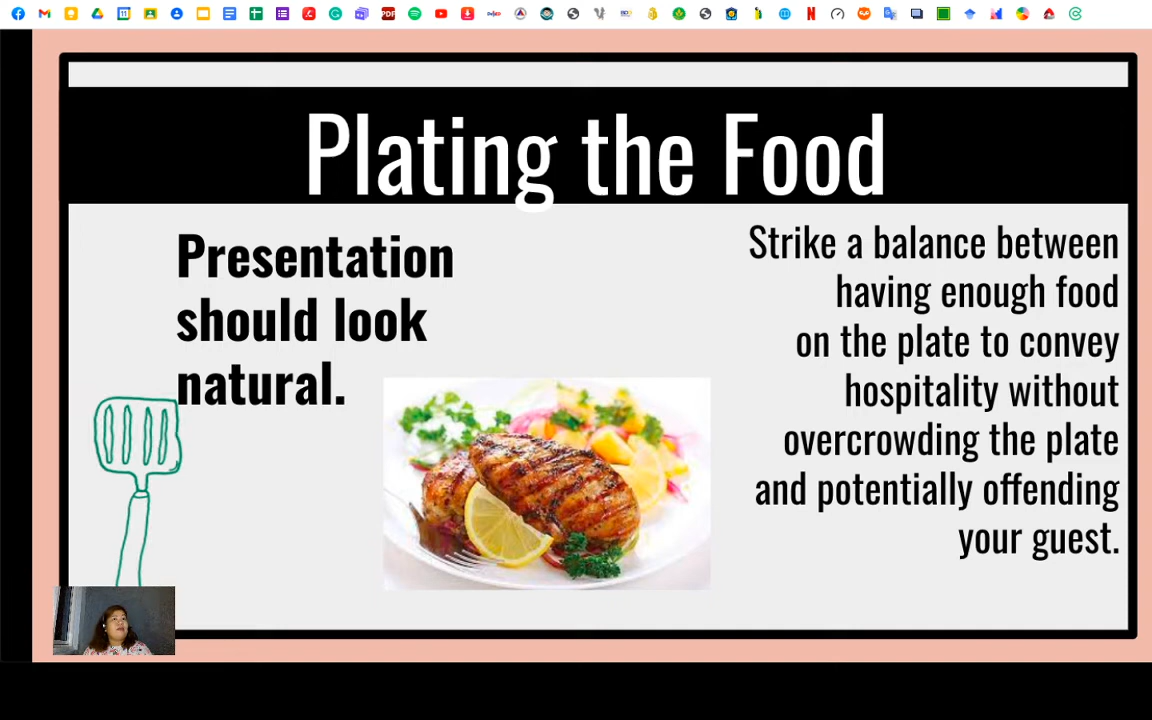 Plating the Food
Presentation
should look
natural.
Strike a balance between
having enough food
on the plate to convey
hospitality without
overcrowding the plate
and potentially offending
your guest.